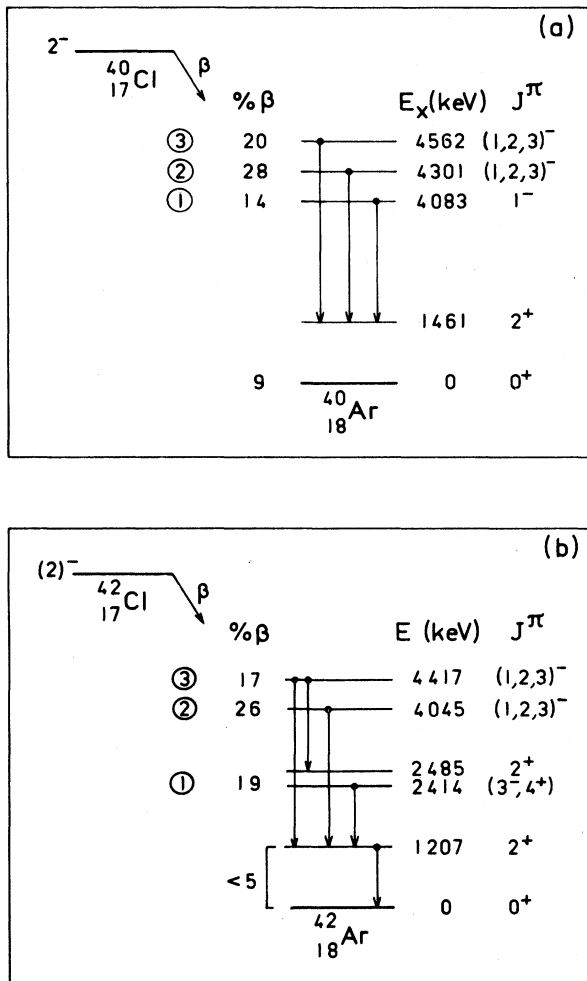 (a)
2⁻
⁴⁰₁₇Cl
β
%β Eₓ(keV) Jᵖⁱ
③ 20 4562 (1,2,3)⁻
② 28 4301 (1,2,3)⁻
① 14 4083 1⁻
1461 2⁺
9 0 0⁺
⁴⁰₁₈Ar
(b)
(2)⁻
⁴²₁₇Cl
β
%β E (keV) J^π
③ 17 4417 (1,2,3)⁻
② 26 4045 (1,2,3)⁻
2485 2⁺
① 19 2414 (3⁻,4⁺)
1207 2⁺
<5
0 0⁺
⁴²₁₈Ar